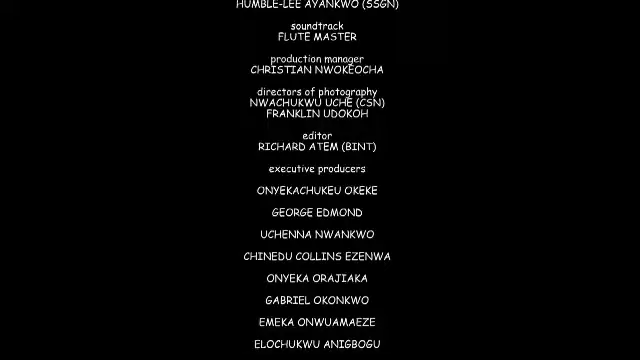 HUMBLE-LEE AYANKWO (SSGN)
soundtrack
FLUTE MASTER
production manager
CHRISTIAN NWOKEOCHA
directors of photography
NWACHUKWU UCHE (CSN)
FRANKLIN UDOKOH
editor
RICHARD ATEM (BINT)
executive producers
ONYEKACHUKEU OKEKE
GEORGE EDMOND
UCHENNA NWANKWO
CHINEDU COLLINS EZENWA
ONYEKA ORAJIAKA
GABRIEL OKONKWO
EMEKA ONWUAMAEZE
ELOCHUKWU ANIGBOGU